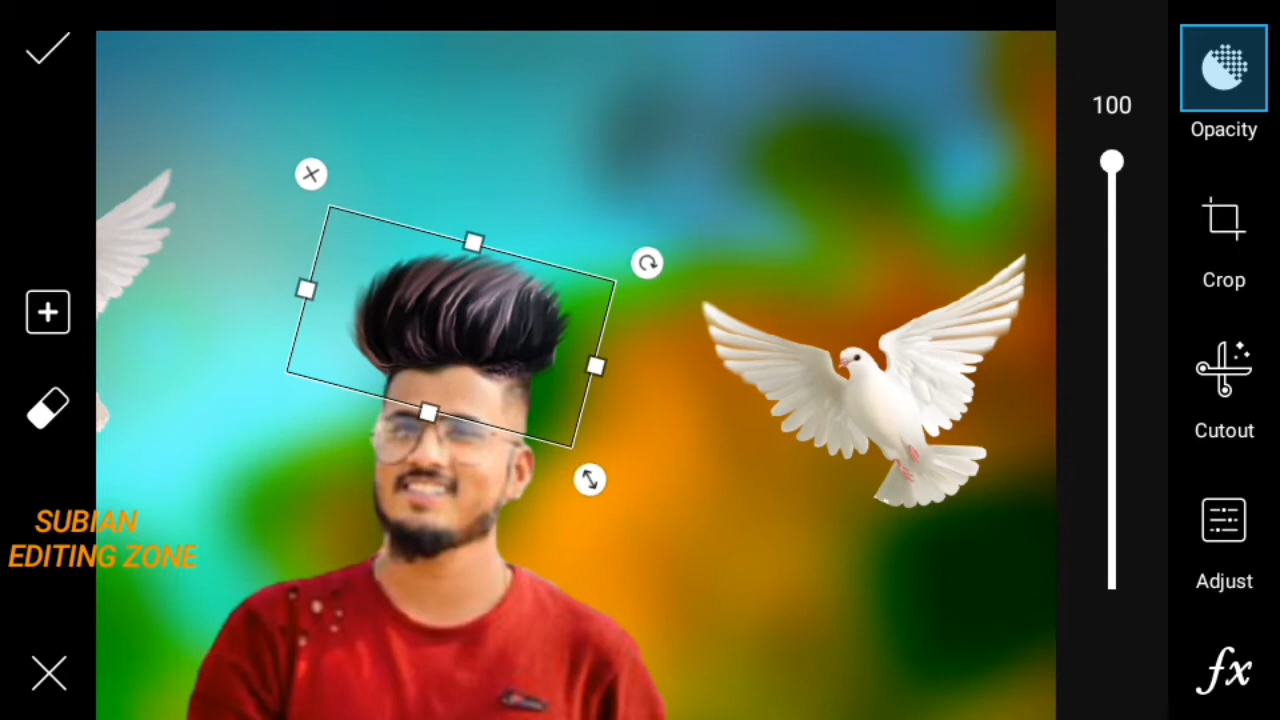 100
Opacity
Crop
Cutout
SUBIAN
EDITING ZONE
Adjust
fx